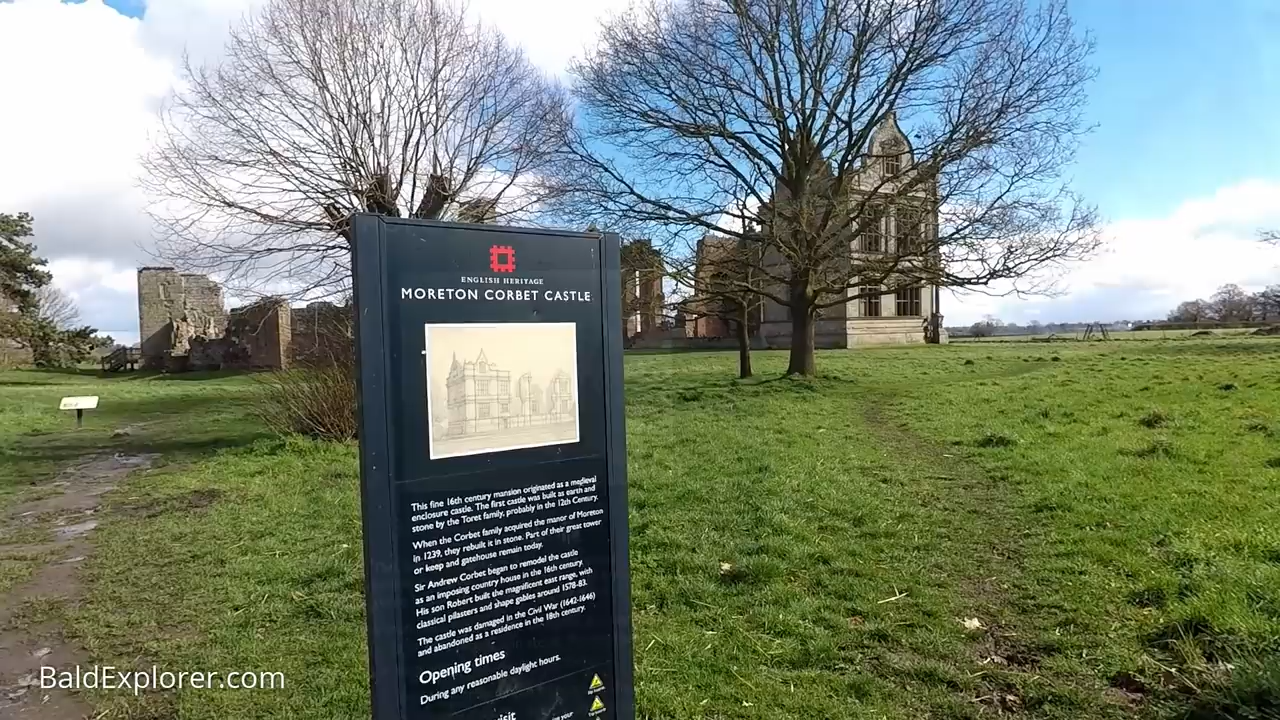 ENGLISH HERITAGE
MORETON CORBET CASTLE
This fine 16th century mansion originated as a medieval
enclosure castle. The first castle was built as earth and
stone by the Toret family, probably in the 12th Century.
When the Corbet family acquired the manor of Moreton
in 1239, they rebuilt it in stone. Part of their great tower
or keep and gatehouse remain today.
Sir Andrew Corbet began to remodel the castle
as an imposing country house in the 16th century.
His son Robert built the magnificent east range, with
classical pilasters and shape gables around 1578-83.
The castle was damaged in the Civil War (1642-1646)
and abandoned as a residence in the 18th century.
Opening times
During any reasonable daylight hours.
BaldExplorer.com